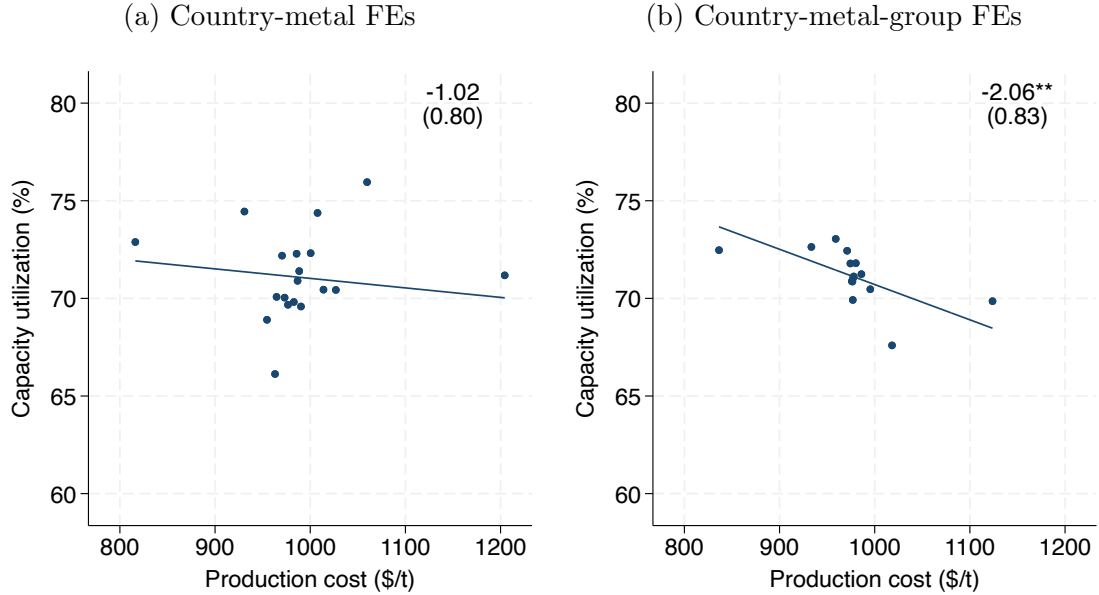 (a) Country-metal FEs
-1.02
(0.80)
80
75
70
65
60
Capacity utilization (%)
800 900 1000 1100 1200
Production cost ($/t)
(b) Country-metal-group FEs
-2.06**
(0.83)
80
75
70
65
60
Capacity utilization (%)
800 900 1000 1100 1200
Production cost ($/t)